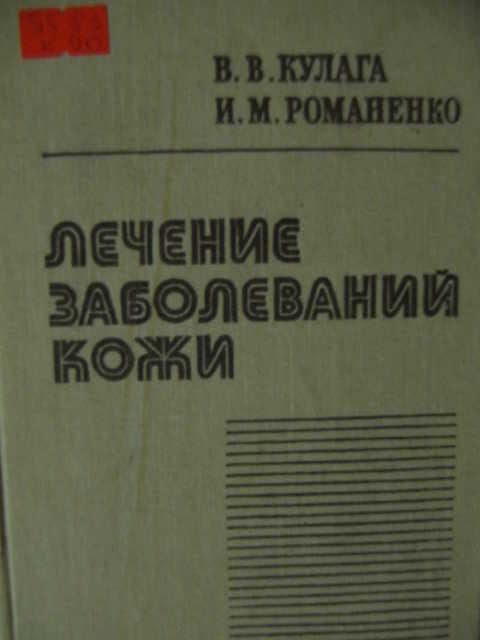 В. В. КУЛАГА
И. М. РОМАНЕНКО
ЛЕЧЕНИЕ
ЗАБОЛЕВАНИЙ
КОЖИ